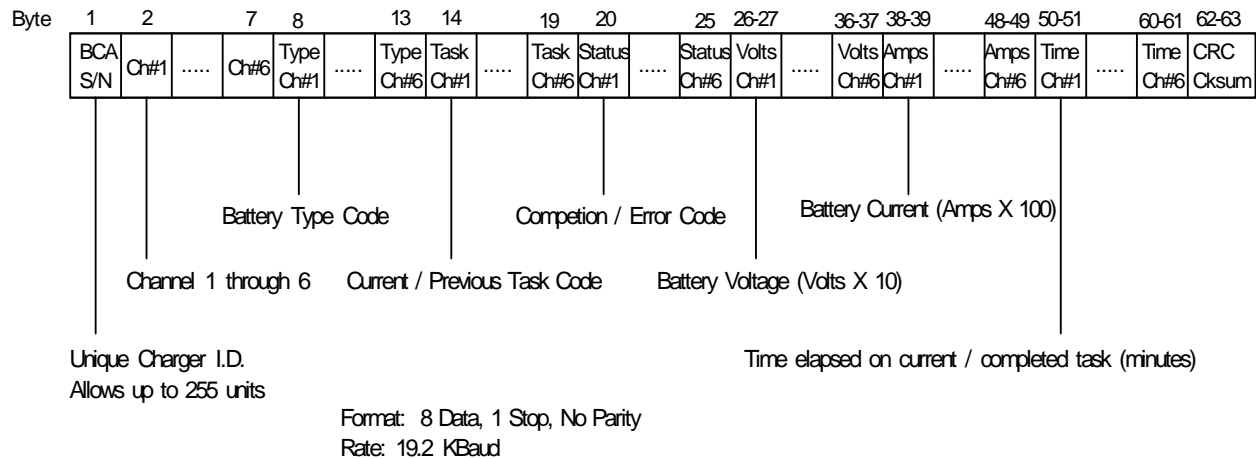 Byte 1 2 7 8 13 14 19 20 25 26-27 36-37 38-39 48-49 50-51 60-61 62-63
BCA S/N
Ch#1
.....
Ch#6
Type Ch#1
.....
Type Ch#6
Task Ch#1
.....
Task Ch#6
Status Ch#1
.....
Status Ch#6
Volts Ch#1
.....
Volts Ch#6
Amps Ch#1
.....
Amps Ch#6
Time Ch#1
.....
Time Ch#6
CRC Cksum
Battery Type Code
Competion / Error Code
Battery Current (Amps X 100)
Channel 1 through 6
Current / Previous Task Code
Battery Voltage (Volts X 10)
Unique Charger I.D.
Allows up to 255 units
Time elapsed on current / completed task (minutes)
Format: 8 Data, 1 Stop, No Parity
Rate: 19.2 KBaud